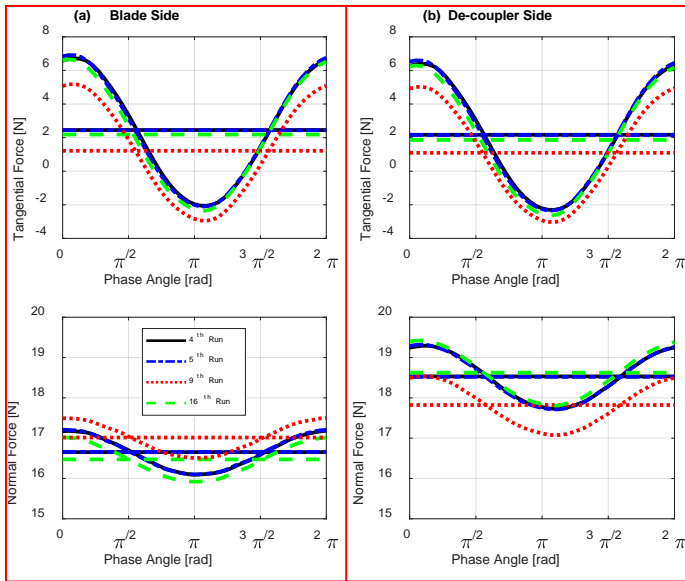 (a) Blade Side
8
6
4
2
0
-2
-4
Tangential Force [N]
0 π/2 π 3 π/2 2 π
Phase Angle [rad]
(b) De-coupler Side
8
6
4
2
0
-2
-4
Tangential Force [N]
0 π/2 π 3 π/2 2 π
Phase Angle [rad]
20
19
18
17
16
15
Normal Force [N]
4 th Run
5 th Run
9 th Run
16 th Run
0 π/2 π 3 π/2 2 π
Phase Angle [rad]
20
19
18
17
16
15
Normal Force [N]
0 π/2 π 3 π/2 2 π
Phase Angle [rad]